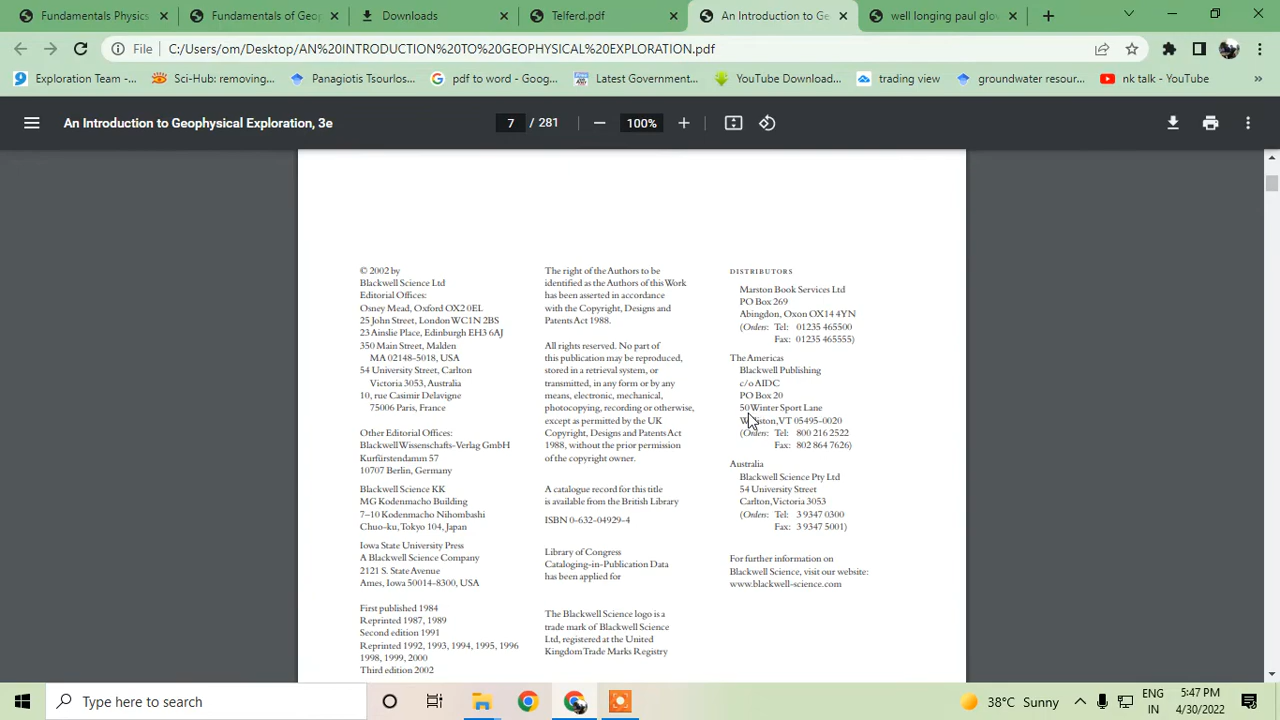 Fundamentals Physics
Fundamentals of Ge
Downloads
Telferd.pdf
An Introduction to Ge
well longing paul glo
File
C:/Users/om/Desktop/AN%20INTRODUCTION%20TO%20GEOPHYSICAL%20EXPLORATION.pdf
Exploration Team -...
Sci-Hub: removing...
Panagiotis Tsourlos...
pdf to word - Goog...
Latest Government...
YouTube Download...
trading view
groundwater resour...
nk talk - YouTube
An Introduction to Geophysical Exploration, 3e
7 / 281
100%
© 2002 by
Blackwell Science Ltd
Editorial Offices:
Osney Mead, Oxford OX2 0EL
25 John Street, London WC1N 2BS
23 Ainslie Place, Edinburgh EH3 6AJ
350 Main Street, Malden
MA 02148-5018, USA
54 University Street, Carlton
Victoria 3053, Australia
10, rue Casimir Delavigne
75006 Paris, France
Other Editorial Offices:
Blackwell Wissenschafts-Verlag GmbH
Kurfürstendamm 57
10707 Berlin, Germany
Blackwell Science KK
MG Kodenmacho Building
7–10 Kodenmacho Nihombashi
Chuo-ku, Tokyo 104, Japan
Iowa State University Press
A Blackwell Science Company
2121 S. State Avenue
Ames, Iowa 50014-8300, USA
First published 1984
Reprinted 1987, 1989
Second edition 1991
Reprinted 1992, 1993, 1994, 1995, 1996
1998, 1999, 2000
Third edition 2002
The right of the Authors to be
identified as the Authors of this Work
has been asserted in accordance
with the Copyright, Designs and
Patents Act 1988.
All rights reserved. No part of
this publication may be reproduced,
stored in a retrieval system, or
transmitted, in any form or by any
means, electronic, mechanical,
photocopying, recording or otherwise,
except as permitted by the UK
Copyright, Designs and Patents Act
1988, without the prior permission
of the copyright owner.
A catalogue record for this title
is available from the British Library
ISBN 0-632-04929-4
Library of Congress
Cataloging-in-Publication Data
has been applied for
The Blackwell Science logo is a
trade mark of Blackwell Science
Ltd, registered at the United
Kingdom Trade Marks Registry
DISTRIBUTORS
Marston Book Services Ltd
PO Box 269
Abingdon, Oxon OX14 4YN
(Orders: Tel: 01235 465500
Fax: 01235 465555)
The Americas
Blackwell Publishing
c/o AIDC
PO Box 20
50 Winter Sport Lane
VT 05495-0020
(Orders: Tel: 800 216 2522
Fax: 802 864 7626)
Australia
Blackwell Science Pty Ltd
54 University Street
Carlton, Victoria 3053
(Orders: Tel: 3 9347 0300
Fax: 3 9347 5001)
For further information on
Blackwell Science, visit our website:
www.blackwell-science.com
Type here to search
38°C Sunny
ENG
IN
5:47 PM
4/30/2022